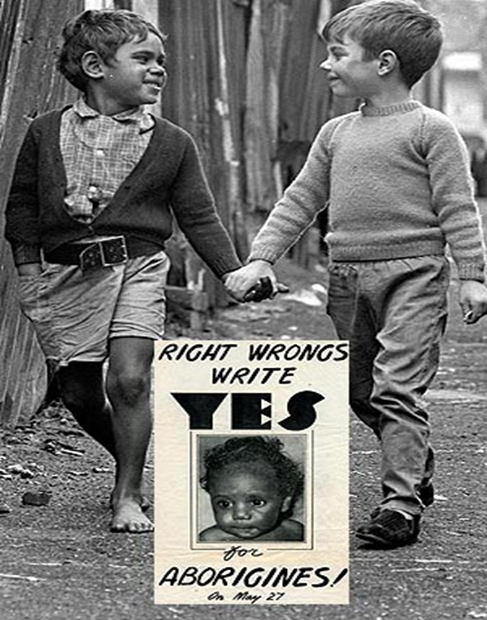 RIGHT WRONGS
WRITE
YES
for
ABORIGINES!
On May 27